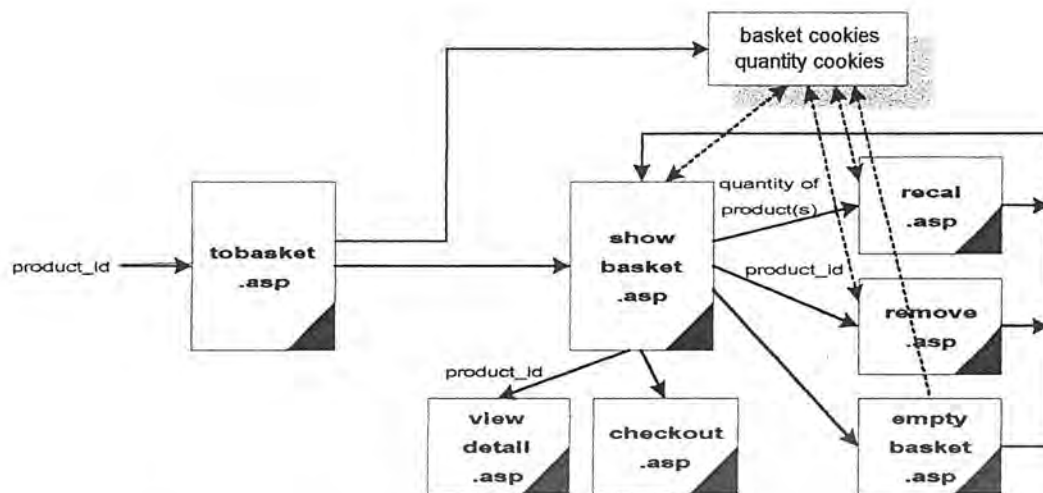 basket cookies
quantity cookies
product_id
tobasket
.asp
show
basket
.asp
quantity of
product(s)
recal
.asp
product_id
remove
.asp
product_id
view
detail
.asp
checkout
.asp
empty
basket
.asp